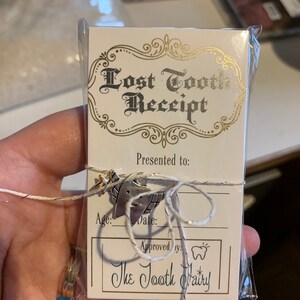 Lost Tooth
Receipt
Presented to:
Age: Date:
Approved by:
The Tooth Fairy